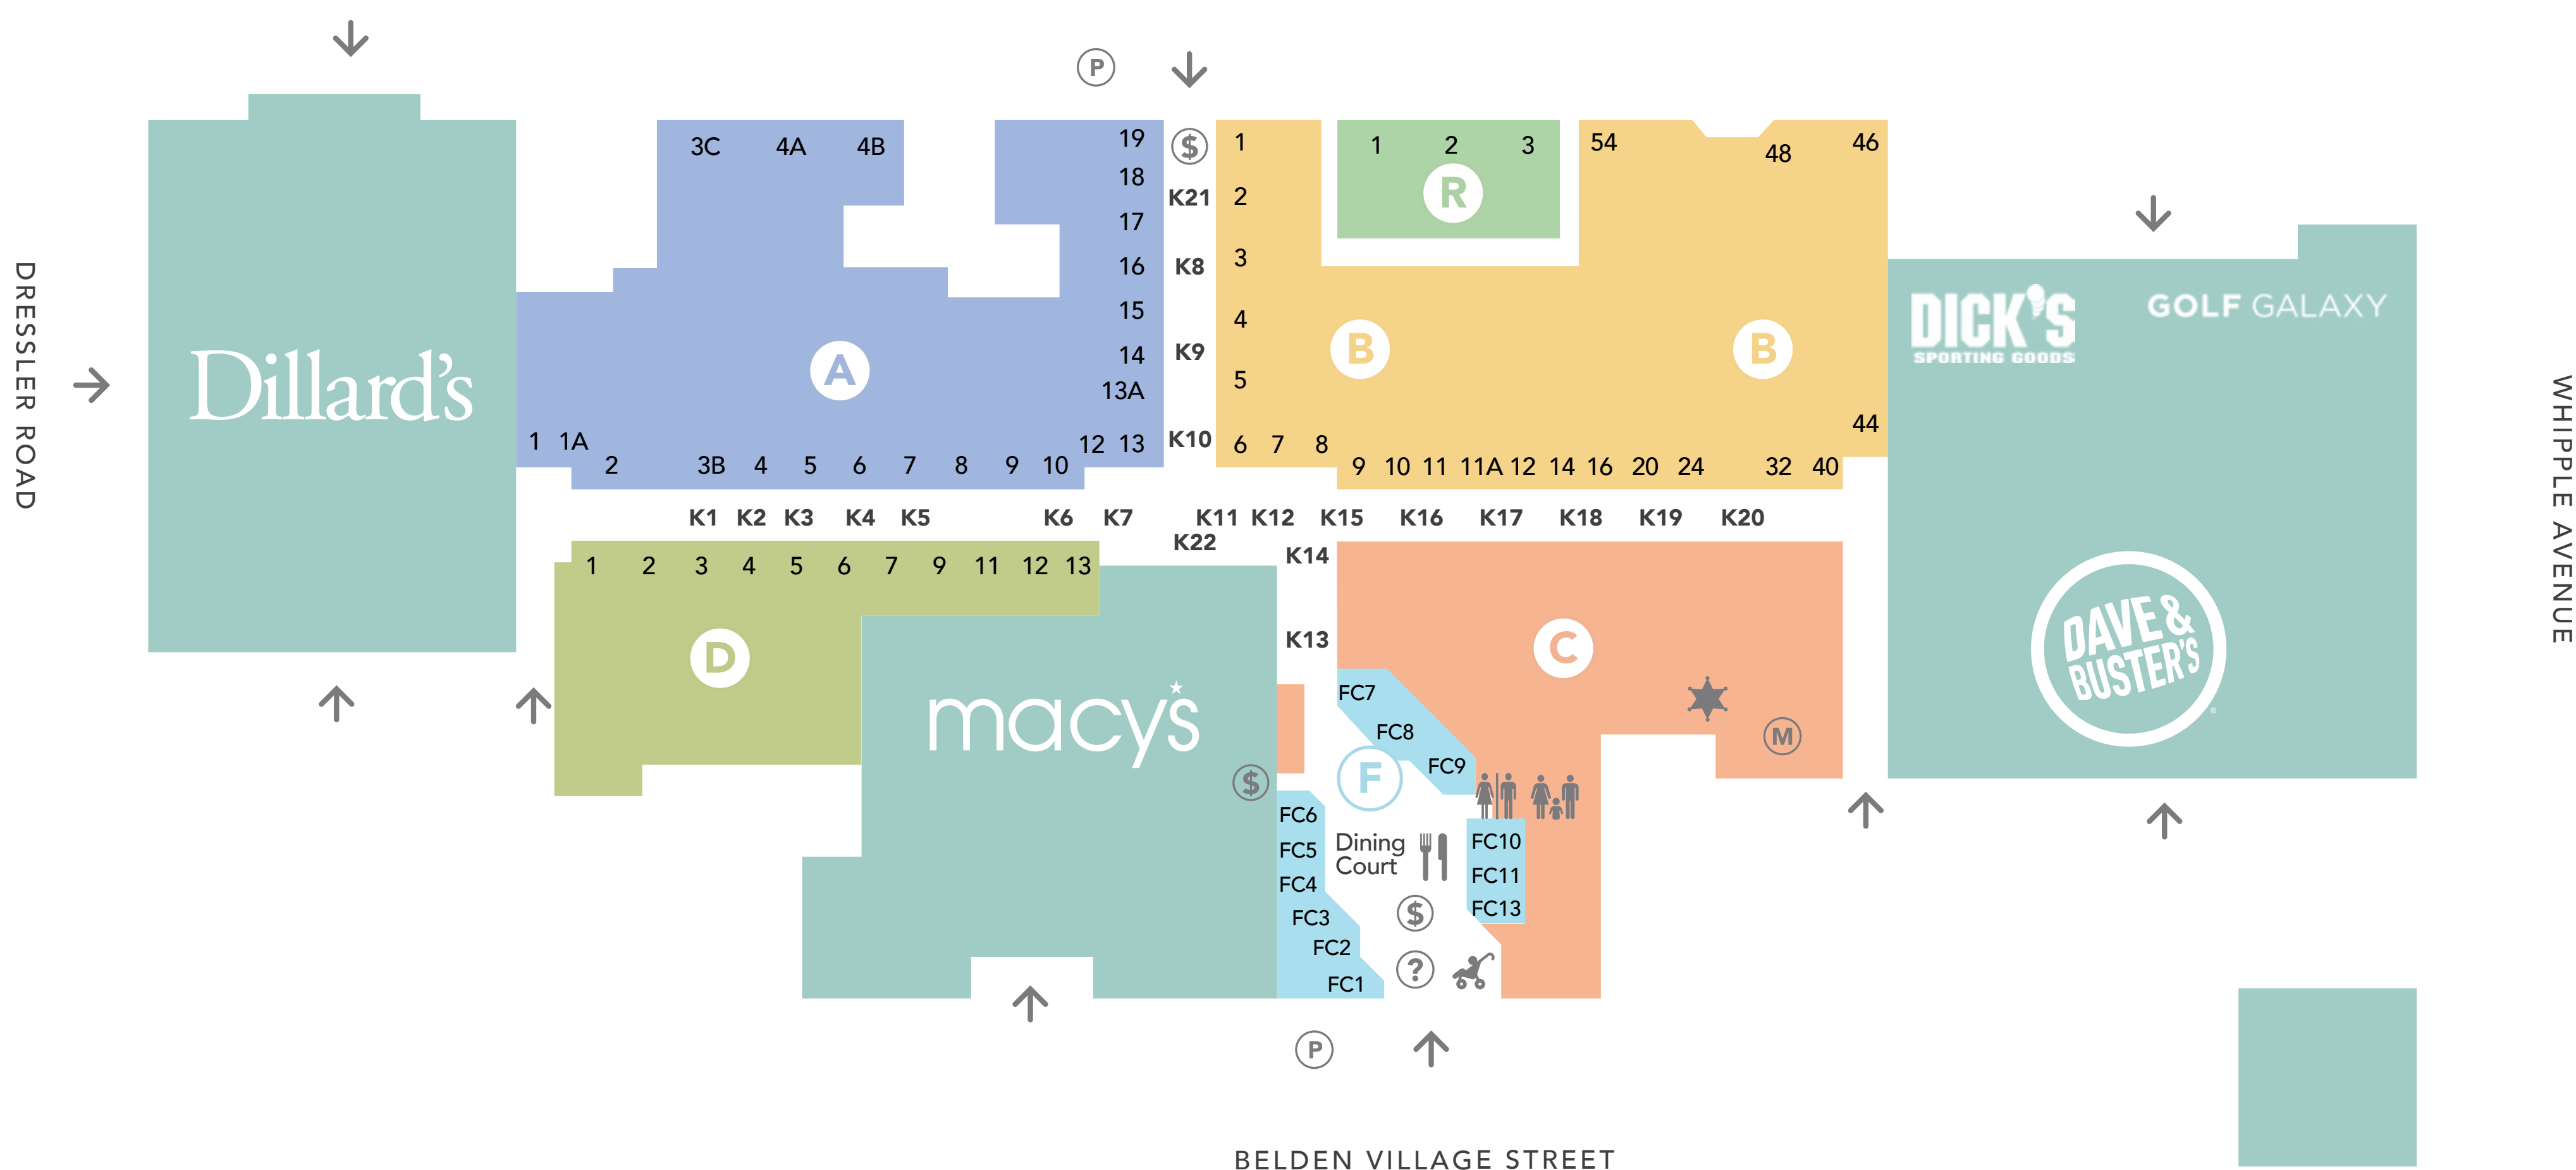 P
19
$
1
1
2
3
54
48
46
3C
4A
4B
18
K21
2
R
17
16
K8
3
DRESSLER ROAD
Dillard's
A
15
K9
4
B
B
DICK'S
SPORTING GOODS
GOLF GALAXY
WHIPPLE AVENUE
14
13A
5
1
1A
2
3B
4
5
6
7
8
9
10
12
13
K10
6
7
8
9
10
11
11A
12
14
16
20
24
32
40
44
K1
K2
K3
K4
K5
K6
K7
K11
K12
K15
K16
K17
K18
K19
K20
K22
K14
1
2
3
4
5
6
7
9
11
12
13
D
macy's
K13
C
DAVE &
BUSTER'S
®
M
FC7
FC8
FC9
F
$
FC6
FC5
FC4
FC3
FC2
FC1
Dining
Court
FC10
FC11
FC13
$
?
P
BELDEN VILLAGE STREET